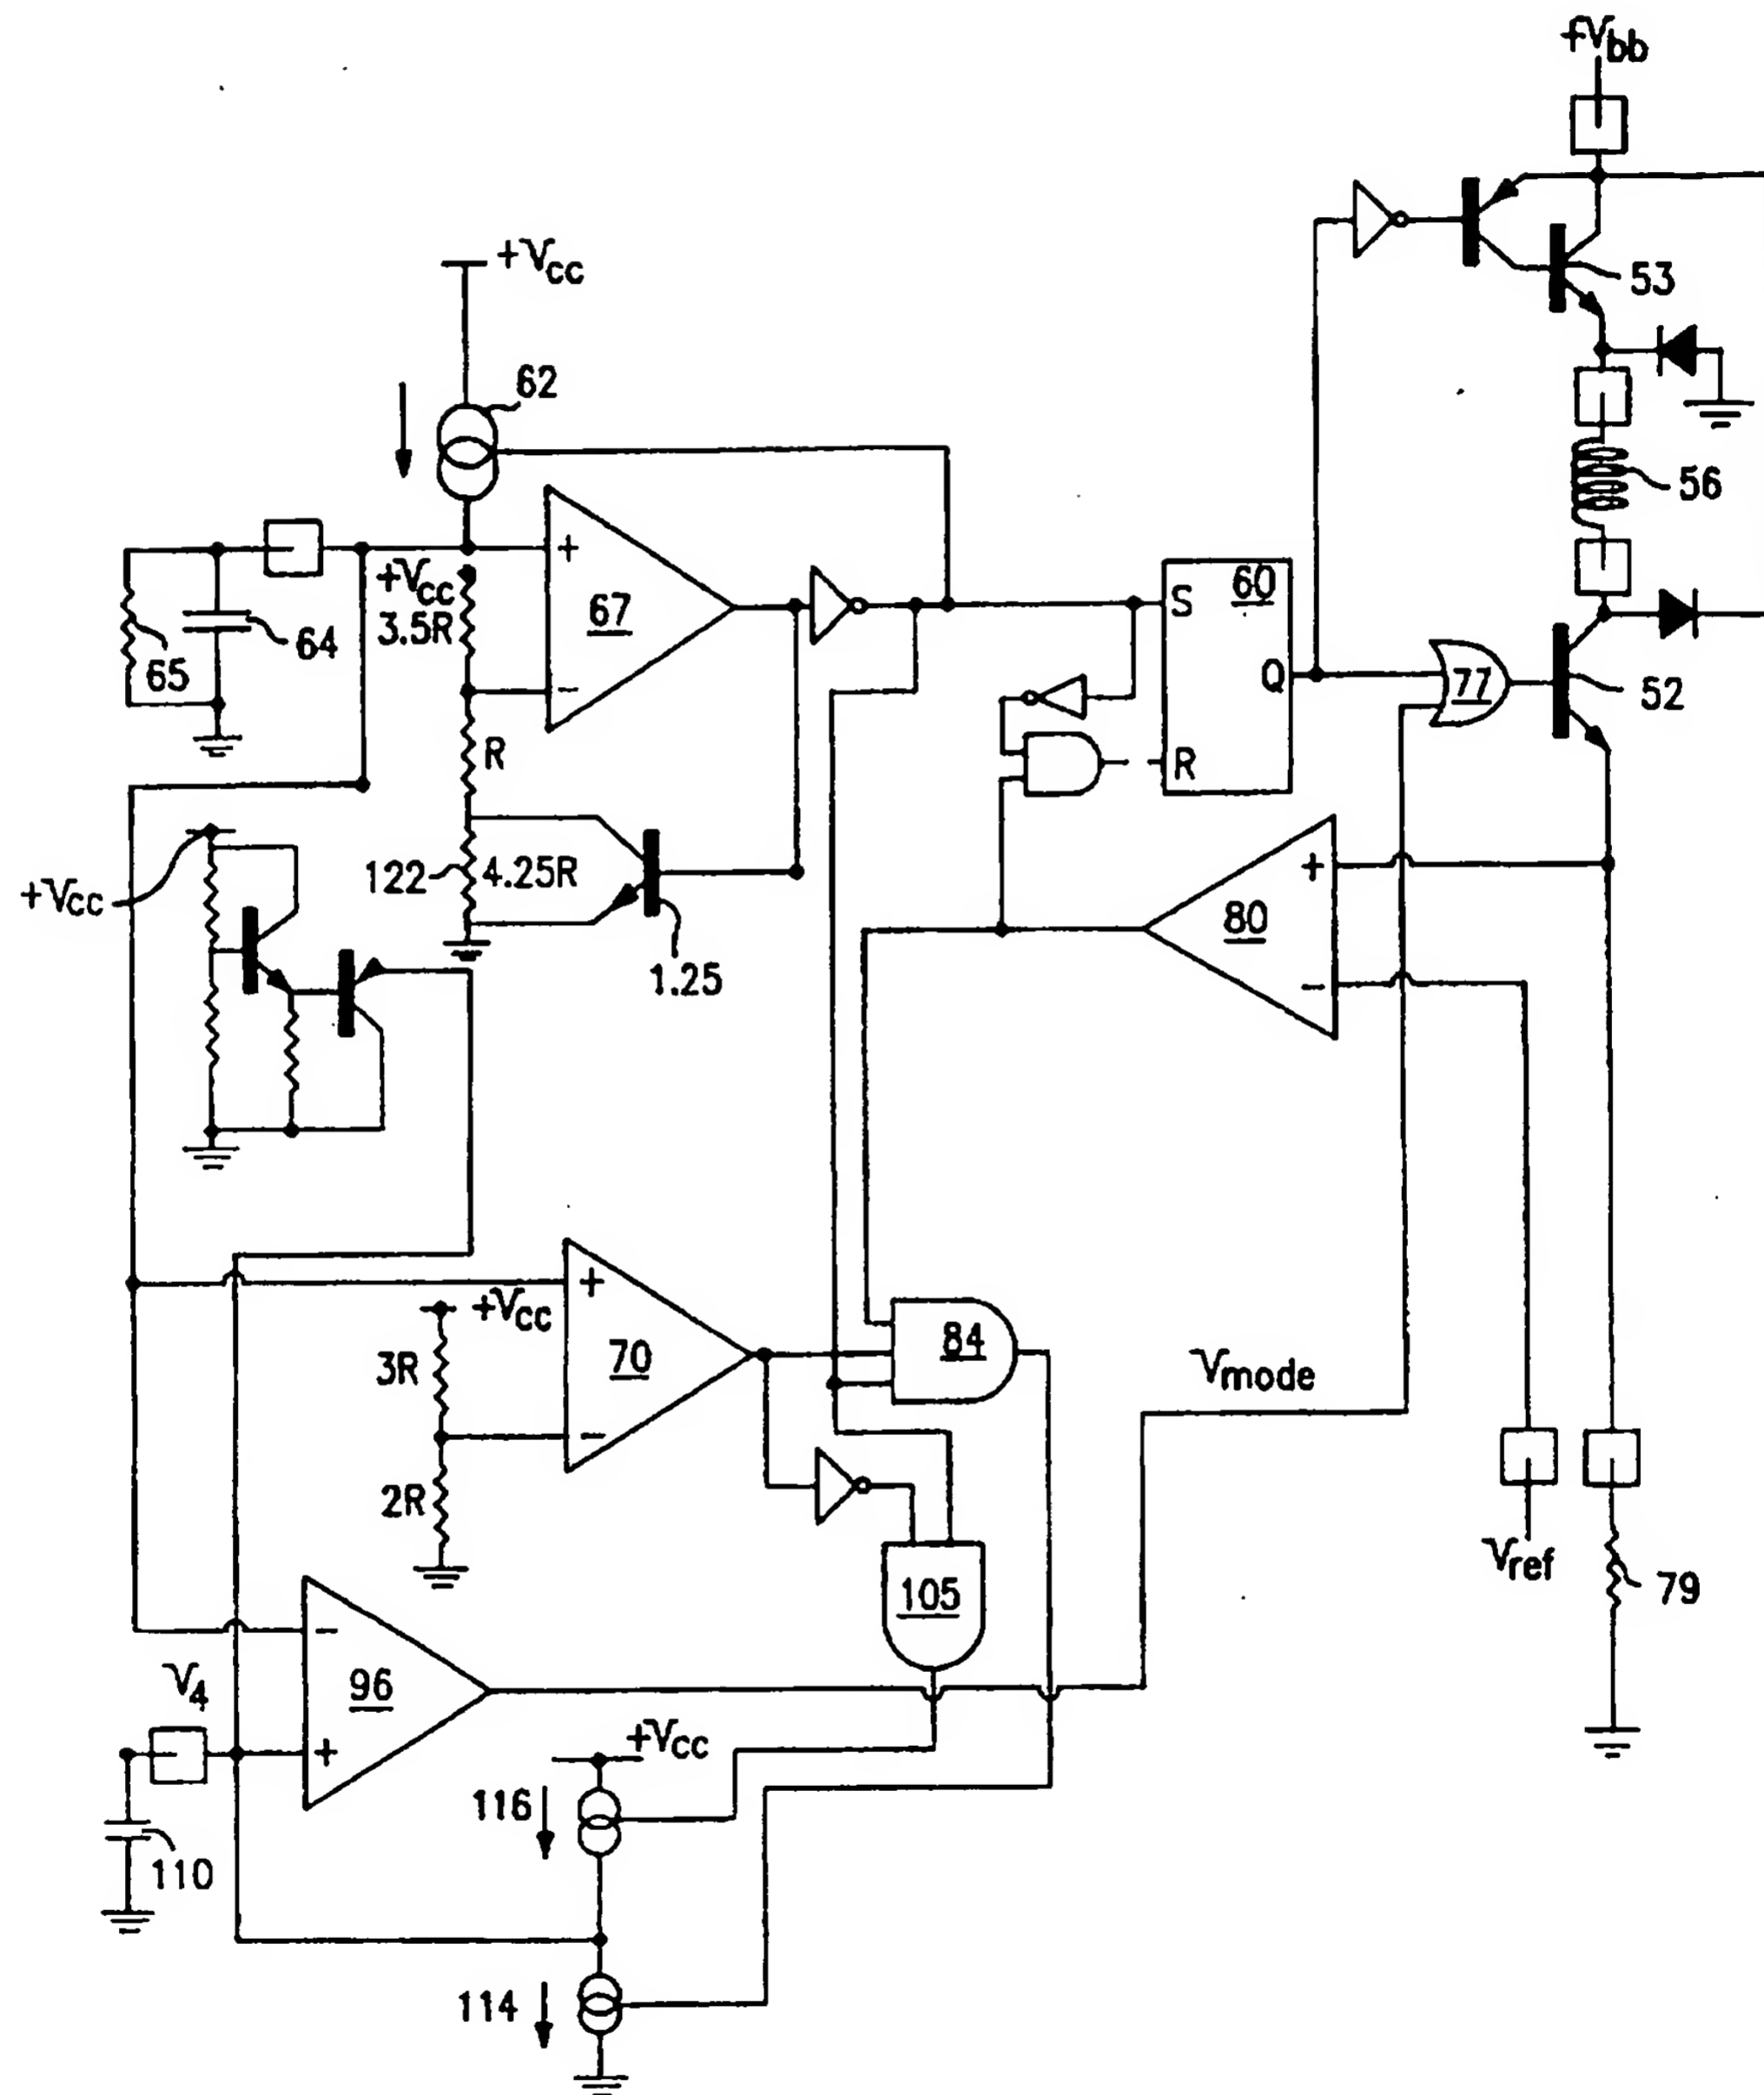 +Vbb
53
+Vcc
62
56
+
+Vcc
3.5R
67
S
60
64
65
Q
77
52
−
R
R
122
4.25R
+
+Vcc
80
1.25
−
+
+Vcc
70
84
3R
Vmode
−
2R
Vref
79
105
−
V4
96
+
+Vcc
116
110
114